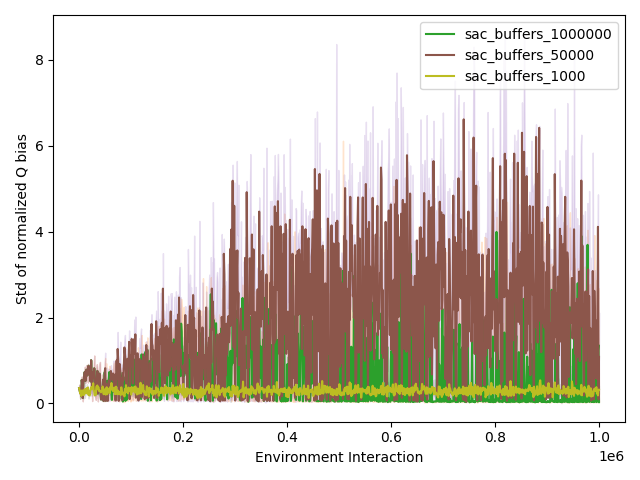 sac_buffers_1000000
sac_buffers_50000
sac_buffers_1000
Std of normalized Q bias
8
6
4
2
0
0.0 0.2 0.4 0.6 0.8 1.0
1e6
Environment Interaction